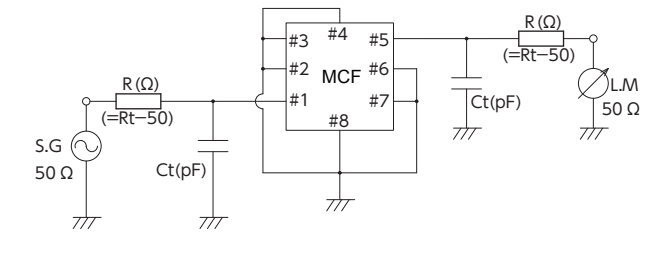 R (Ω)
#3
#4
#5
(=Rt−50)
#2
MCF
#6
L.M
R (Ω)
#1
#7
Ct(pF)
50 Ω
(=Rt−50)
#8
S.G
50 Ω
Ct(pF)